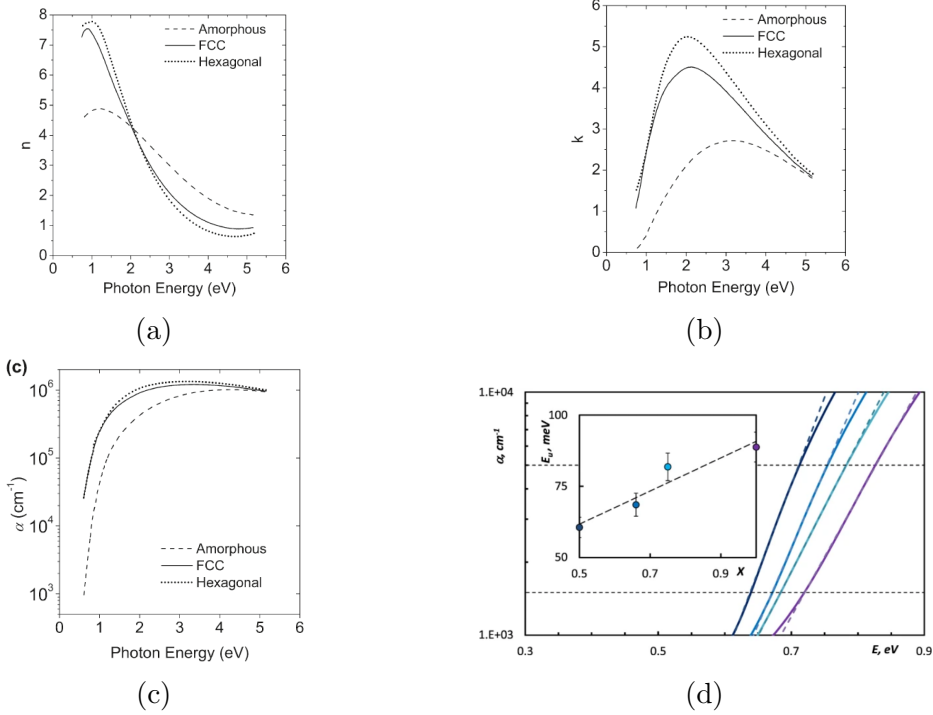 8
7
6
5
4
3
2
1
0
n
Amorphous
FCC
Hexagonal
0 1 2 3 4 5 6
Photon Energy (eV)
(a)
6
5
4
3
2
1
0
k
Amorphous
FCC
Hexagonal
0 1 2 3 4 5 6
Photon Energy (eV)
(b)
(c)
10^6
10^5
10^4
10^3
α (cm^-1)
Amorphous
FCC
Hexagonal
0 1 2 3 4 5 6
Photon Energy (eV)
(c)
1.E+04
α, cm^-1
1.E+03
100
75
50
E_u, meV
0.5 0.7 0.9
X
0.3 0.5 0.7 0.9
E, eV
(d)